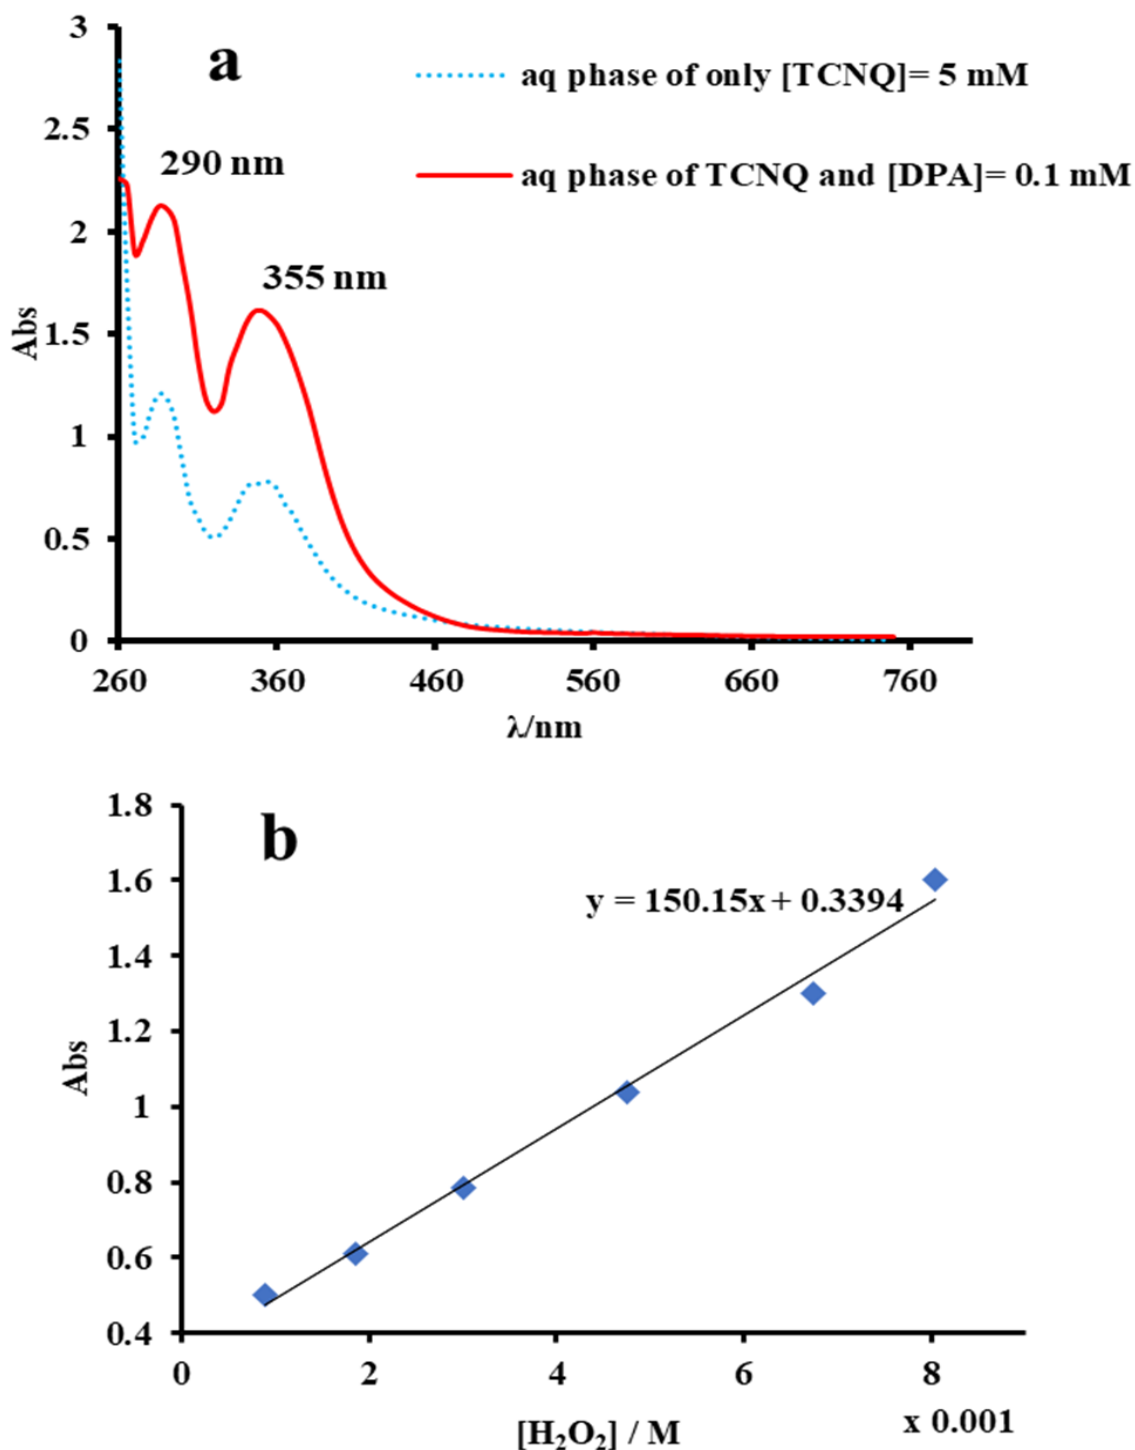 a
aq phase of only [TCNQ]= 5 mM
aq phase of TCNQ and [DPA]= 0.1 mM
290 nm
355 nm
3
2.5
2
1.5
1
0.5
0
Abs
260 360 460 560 660 760
λ/nm
b
y = 150.15x + 0.3394
1.8
1.6
1.4
1.2
1
0.8
0.6
0.4
Abs
0 2 4 6 8
x 0.001
[H₂O₂] / M